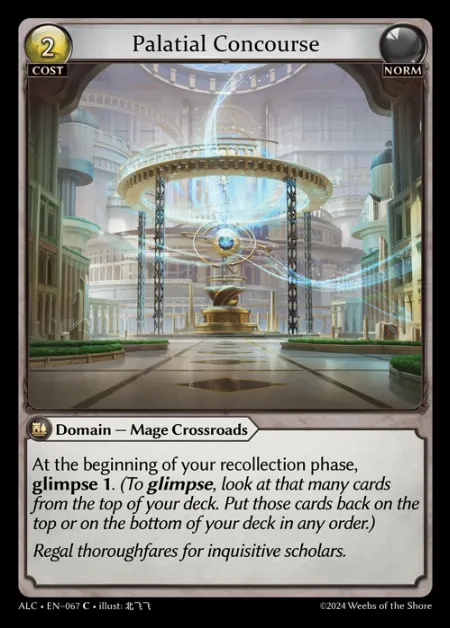 2
Palatial Concourse
COST
NORM
Domain — Mage Crossroads
At the beginning of your recollection phase,
glimpse 1. (To glimpse, look at that many cards
from the top of your deck. Put those cards back on the
top or on the bottom of your deck in any order.)
Regal thoroughfares for inquisitive scholars.
ALC • EN–067 C • illust: 北飞飞
©2024 Weebs of the Shore